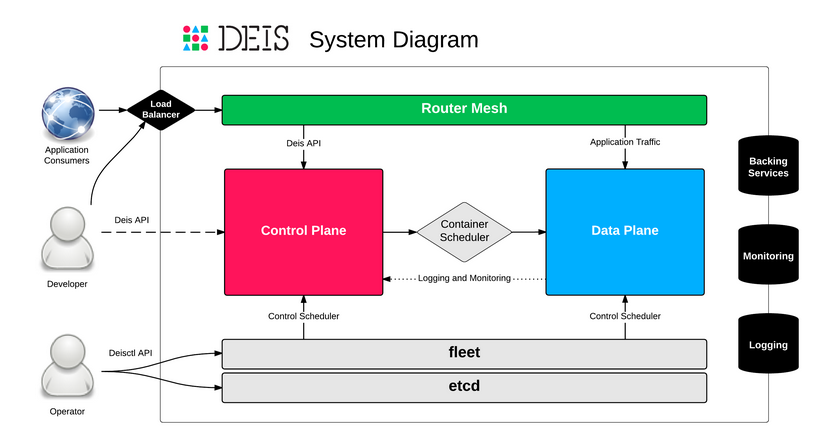 DEIS System Diagram
Load
Balancer
Router Mesh
Application
Consumers
Deis API
Application Traffic
Backing
Services
Control Plane
Container
Scheduler
Data Plane
Deis API
Developer
Logging and Monitoring
Monitoring
Control Scheduler
Control Scheduler
Deisctl API
fleet
Logging
etcd
Operator